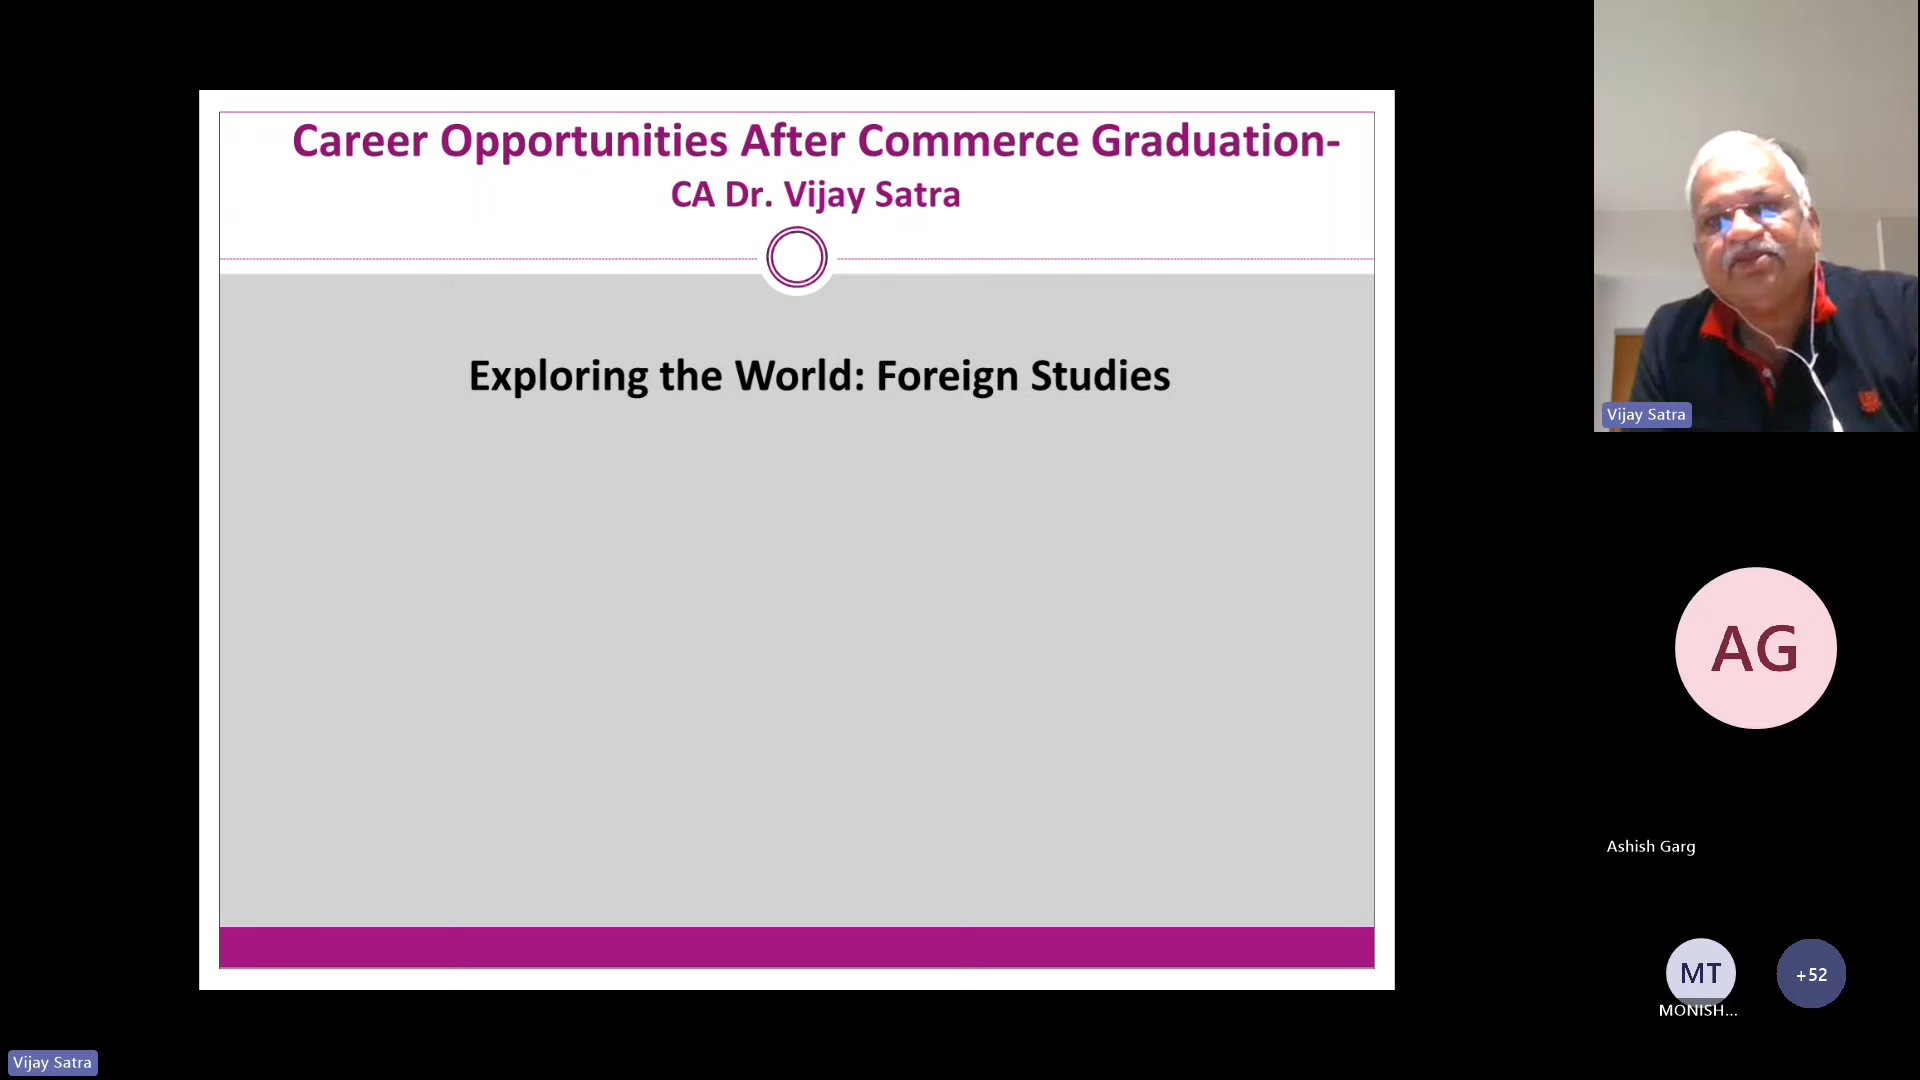 Career Opportunities After Commerce Graduation-
CA Dr. Vijay Satra
Exploring the World: Foreign Studies
Vijay Satra
AG
Ashish Garg
MT
+52
MONISH...
Vijay Satra